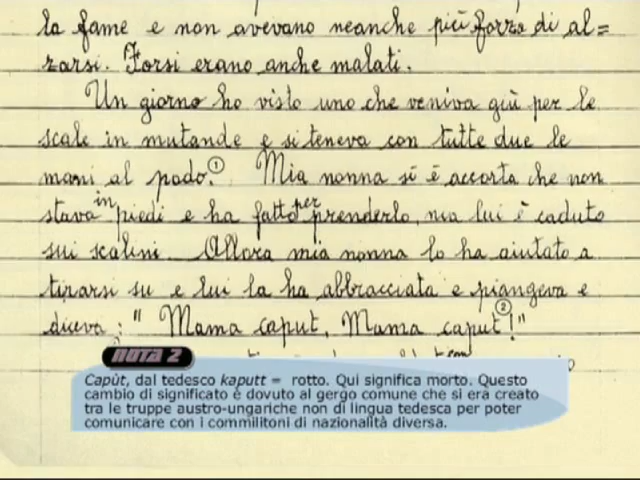 la fame e non avevano neanche più forza di al=
zarsi. Forsi erano anche malati.
Un giorno ho visto uno che veniva giù per le
scale in mutande e si teneva con tutte due le
mani al podo.① Mia nonna si è accorta che non
stava in piedi e ha fatto per prenderlo, ma lui è caduto
sui scalini. Allora mia nonna lo ha aiutato a
tirarsi su e lui la ha abbracciata e piangeva e
diceva: "Mama caput, Mama caput②!"
NOTA 2
Capùt, dal tedesco kaputt = rotto. Qui significa morto. Questo
cambio di significato è dovuto al gergo comune che si era creato
tra le truppe austro-ungariche non di lingua tedesca per poter
comunicare con i commilitoni di nazionalità diversa.